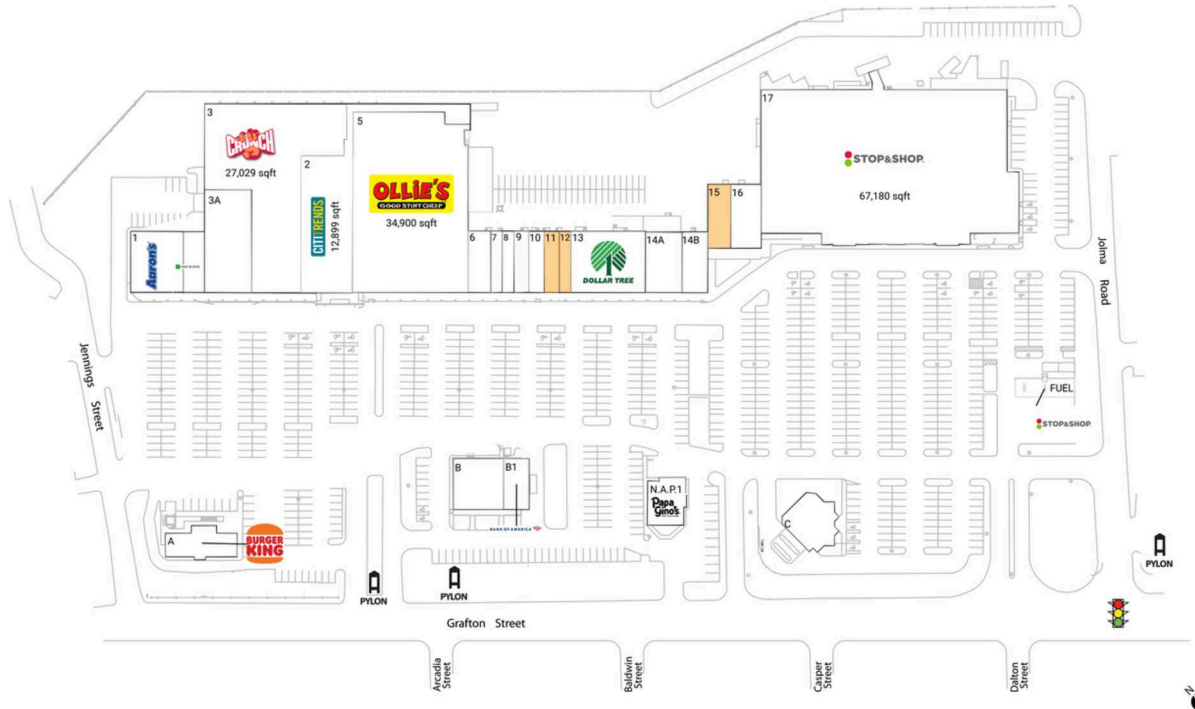 17
3
CRUNCH
27,029 sqft
5
2
CITI TRENDS
12,899 sqft
OLLIE'S
GOOD STUFF CHEAP
34,900 sqft
STOP&SHOP.
67,180 sqft
3A
15
16
1
Aaron's
H&R BLOCK
6
7
8
9
10
11
12
13
DOLLAR TREE
14A
14B
Jolma
Road
Jennings
Street
FUEL
STOP&SHOP.
B
B1
BANK OF AMERICA
N.A.P.1
Papa
Gino's
C
A
BURGER
KING
PYLON
PYLON
PYLON
Grafton Street
Arcadia
Street
Baldwin
Street
Casper
Street
Dalton
Street
N